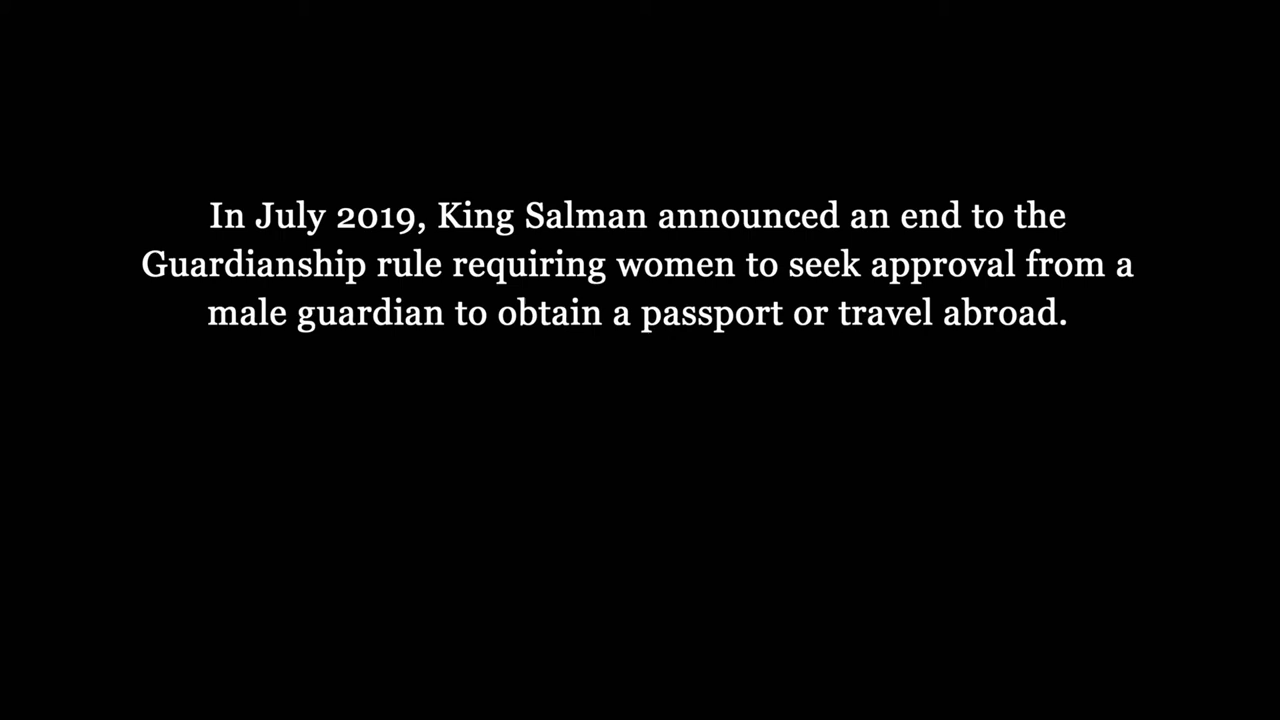 In July 2019, King Salman announced an end to the
Guardianship rule requiring women to seek approval from a
male guardian to obtain a passport or travel abroad.